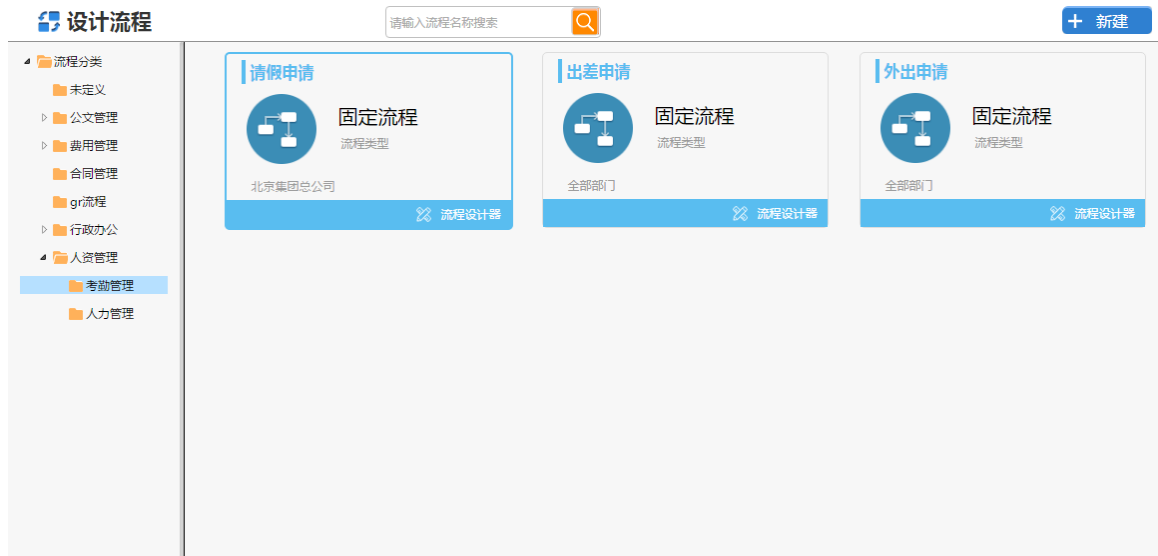 设计流程
请输入流程名称搜索
新建
流程分类
未定义
公文管理
费用管理
合同管理
gr流程
行政办公
人资管理
考勤管理
人力管理
请假申请
固定流程
流程类型
北京集团总公司
流程设计器
出差申请
固定流程
流程类型
全部部门
流程设计器
外出申请
固定流程
流程类型
全部部门
流程设计器